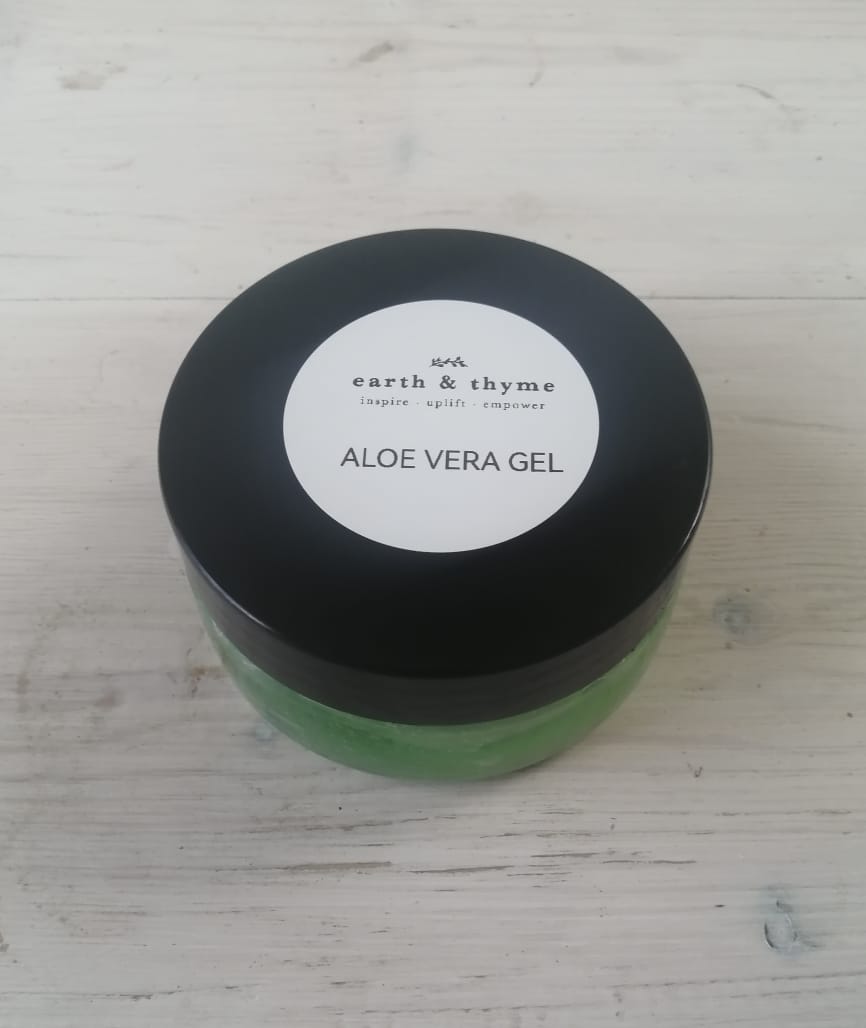 earth & thyme
inspire · uplift · empower
ALOE VERA GEL